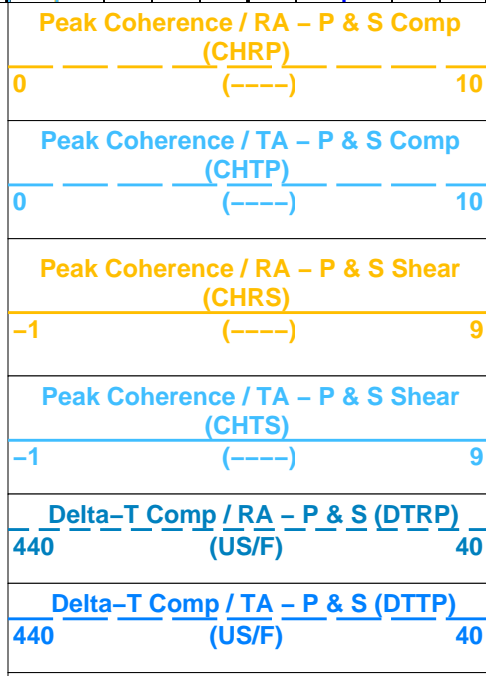 Peak Coherence / RA – P & S Comp
(CHRP)
0 (––––) 10
Peak Coherence / TA – P & S Comp
(CHTP)
0 (––––) 10
Peak Coherence / RA – P & S Shear
(CHRS)
–1 (––––) 9
Peak Coherence / TA – P & S Shear
(CHTS)
–1 (––––) 9
Delta–T Comp / RA – P & S (DTRP)
440 (US/F) 40
Delta–T Comp / TA – P & S (DTTP)
440 (US/F) 40